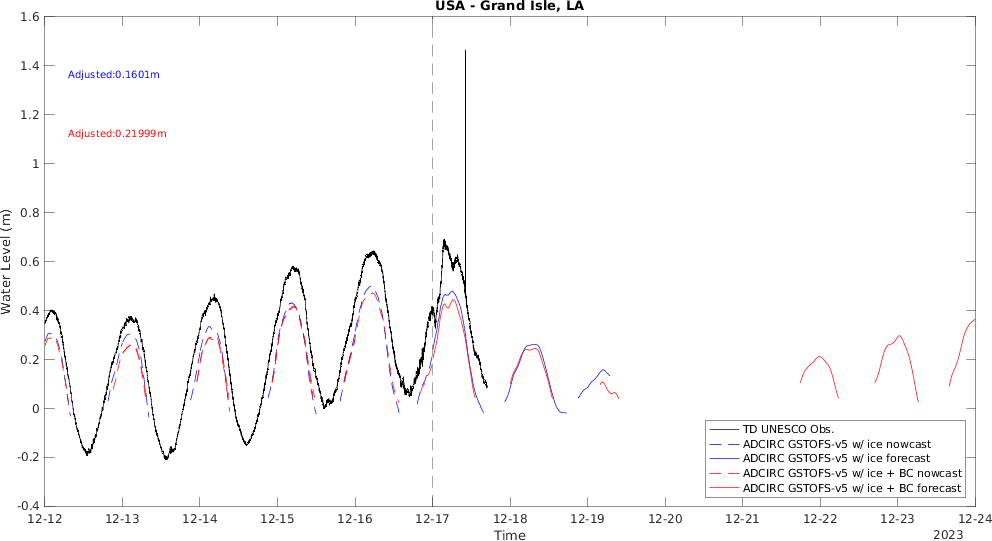 USA - Grand Isle, LA
1.6
1.4
1.2
1
0.8
0.6
0.4
0.2
0
-0.2
-0.4
Water Level (m)
Adjusted:0.1601m
Adjusted:0.21999m
TD UNESCO Obs.
ADCIRC GSTOFS-v5 w/ ice nowcast
ADCIRC GSTOFS-v5 w/ ice forecast
ADCIRC GSTOFS-v5 w/ ice + BC nowcast
ADCIRC GSTOFS-v5 w/ ice + BC forecast
12-12 12-13 12-14 12-15 12-16 12-17 12-18 12-19 12-20 12-21 12-22 12-23 12-24
Time
2023